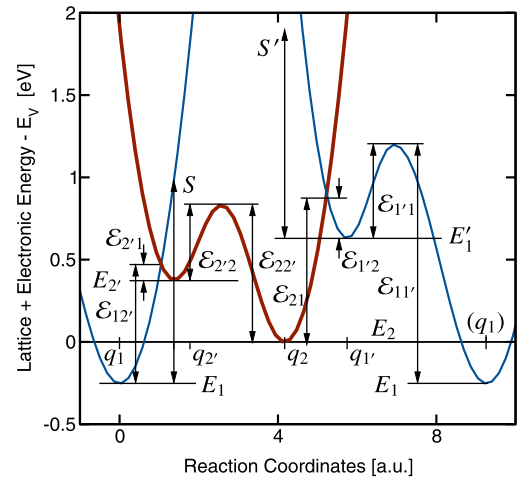 Lattice + Electronic Energy - E_V [eV]
2
1.5
1
0.5
0
-0.5
S′
S
ℰ_{2′1}
E_{2′}
ℰ_{12′}
ℰ_{2′2}
ℰ_{22′}
ℰ_{21}
ℰ_{1′2}
ℰ_{1′1}
E_1′
ℰ_{11′}
E_2
(q_1)
q_1
q_{2′}
q_2
q_{1′}
E_1
E_1
0
4
8
Reaction Coordinates [a.u.]